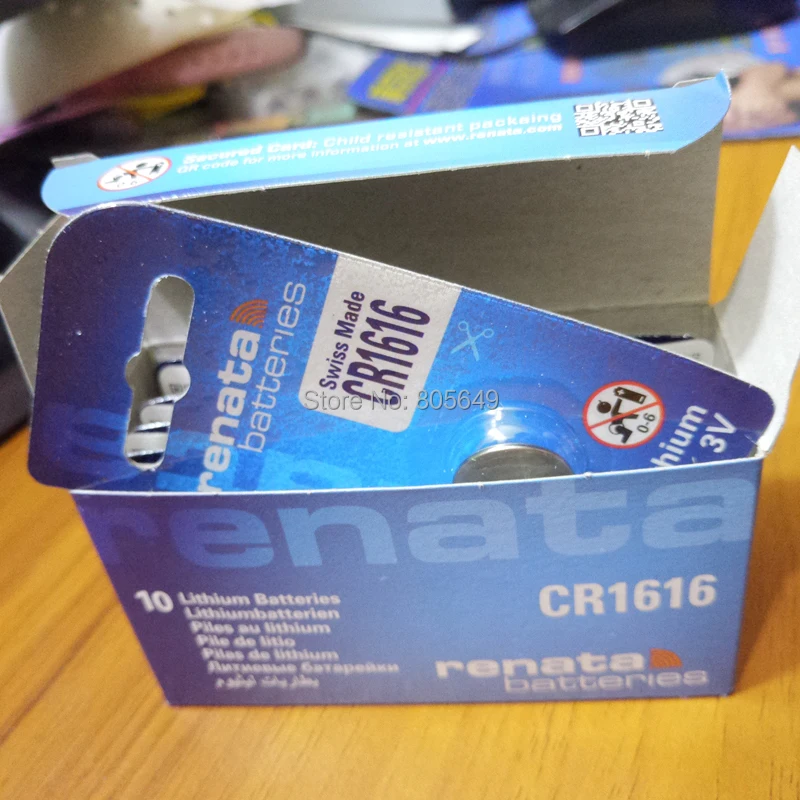 Secured Card: Child resistant packaging
QR code for more information at www.renata.com
renata
batteries
Swiss Made
CR1616
Store No: 805649
0-6
hium
3V
renata
10 Lithium Batteries
Lithiumbatterien
Piles au lithium
Pile de litio
Pilas de lithium
Литиевые батарейки
CR1616
renata
batteries